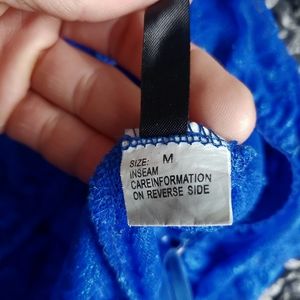 SIZE: M
INSEAM
CAREINFORMATION
ON REVERSE SIDE